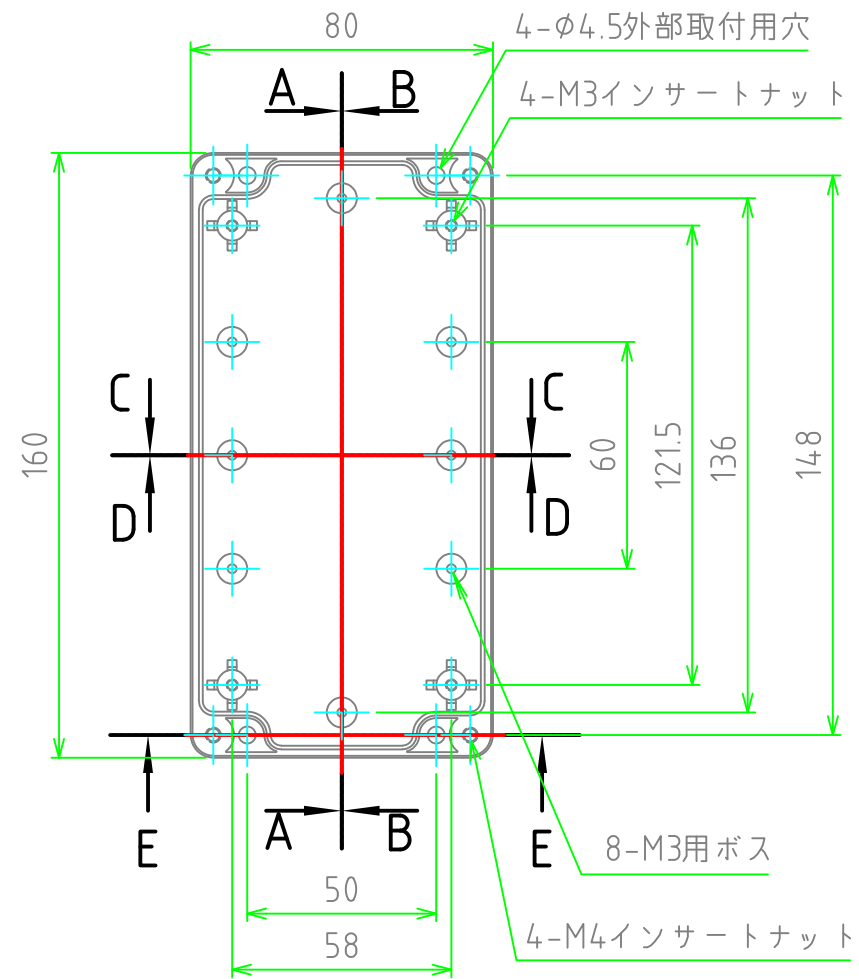 80
4-φ4.5外部取付用穴
A
B
4-M3インサートナット
C
C
160
60
121.5
136
148
D
D
A
B
E
E
8-M3用ボス
50
4-M4インサートナット
58